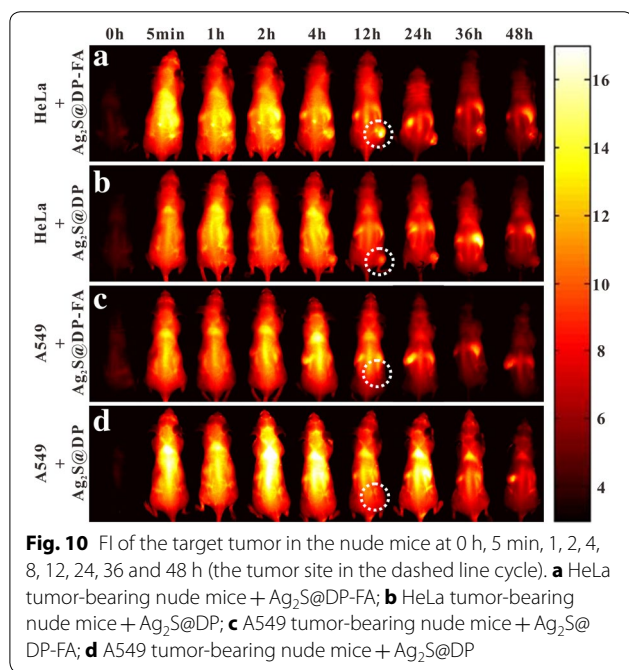 0h 5min 1h 2h 4h 12h 24h 36h 48h
a
HeLa
+
Ag₂S@DP-FA
b
HeLa
+
Ag₂S@DP
c
A549
+
Ag₂S@DP-FA
d
A549
+
Ag₂S@DP
16
14
12
10
8
6
4
Fig. 10 FI of the target tumor in the nude mice at 0 h, 5 min, 1, 2, 4,
8, 12, 24, 36 and 48 h (the tumor site in the dashed line cycle). a HeLa
tumor-bearing nude mice + Ag₂S@DP-FA; b HeLa tumor-bearing
nude mice + Ag₂S@DP; c A549 tumor-bearing nude mice + Ag₂S@
DP-FA; d A549 tumor-bearing nude mice + Ag₂S@DP